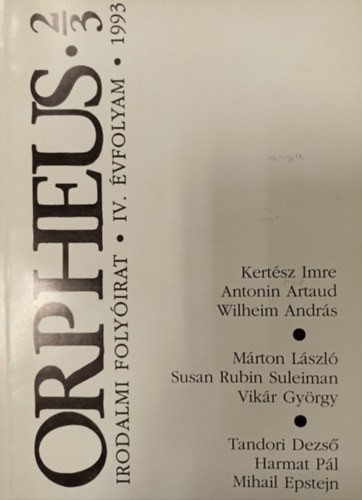 ORPHEUS • 2/3
IRODALMI FOLYÓIRAT • IV. ÉVFOLYAM • 1993
Kertész Imre
Antonin Artaud
Wilheim András
●
Márton László
Susan Rubin Suleiman
Vikár György
●
Tandori Dezső
Harmat Pál
Mihail Epstejn